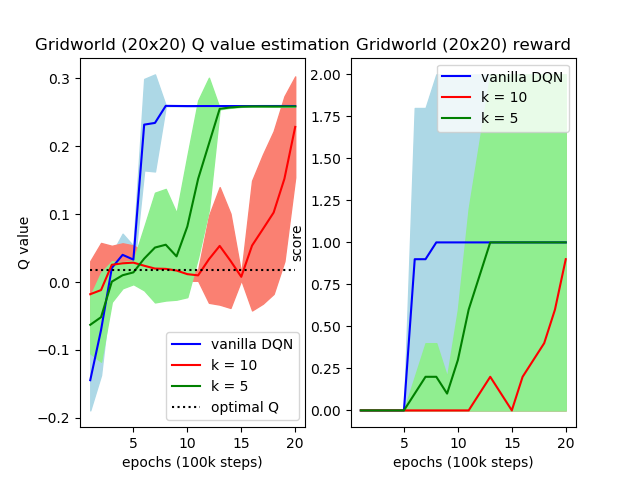 Gridworld (20x20) Q value estimation
0.3
0.2
0.1
0.0
−0.1
−0.2
Q value
5
10
15
20
epochs (100k steps)
vanilla DQN
k = 10
k = 5
optimal Q
Gridworld (20x20) reward
2.00
1.75
1.50
1.25
1.00
0.75
0.50
0.25
0.00
score
5
10
15
20
epochs (100k steps)
vanilla DQN
k = 10
k = 5